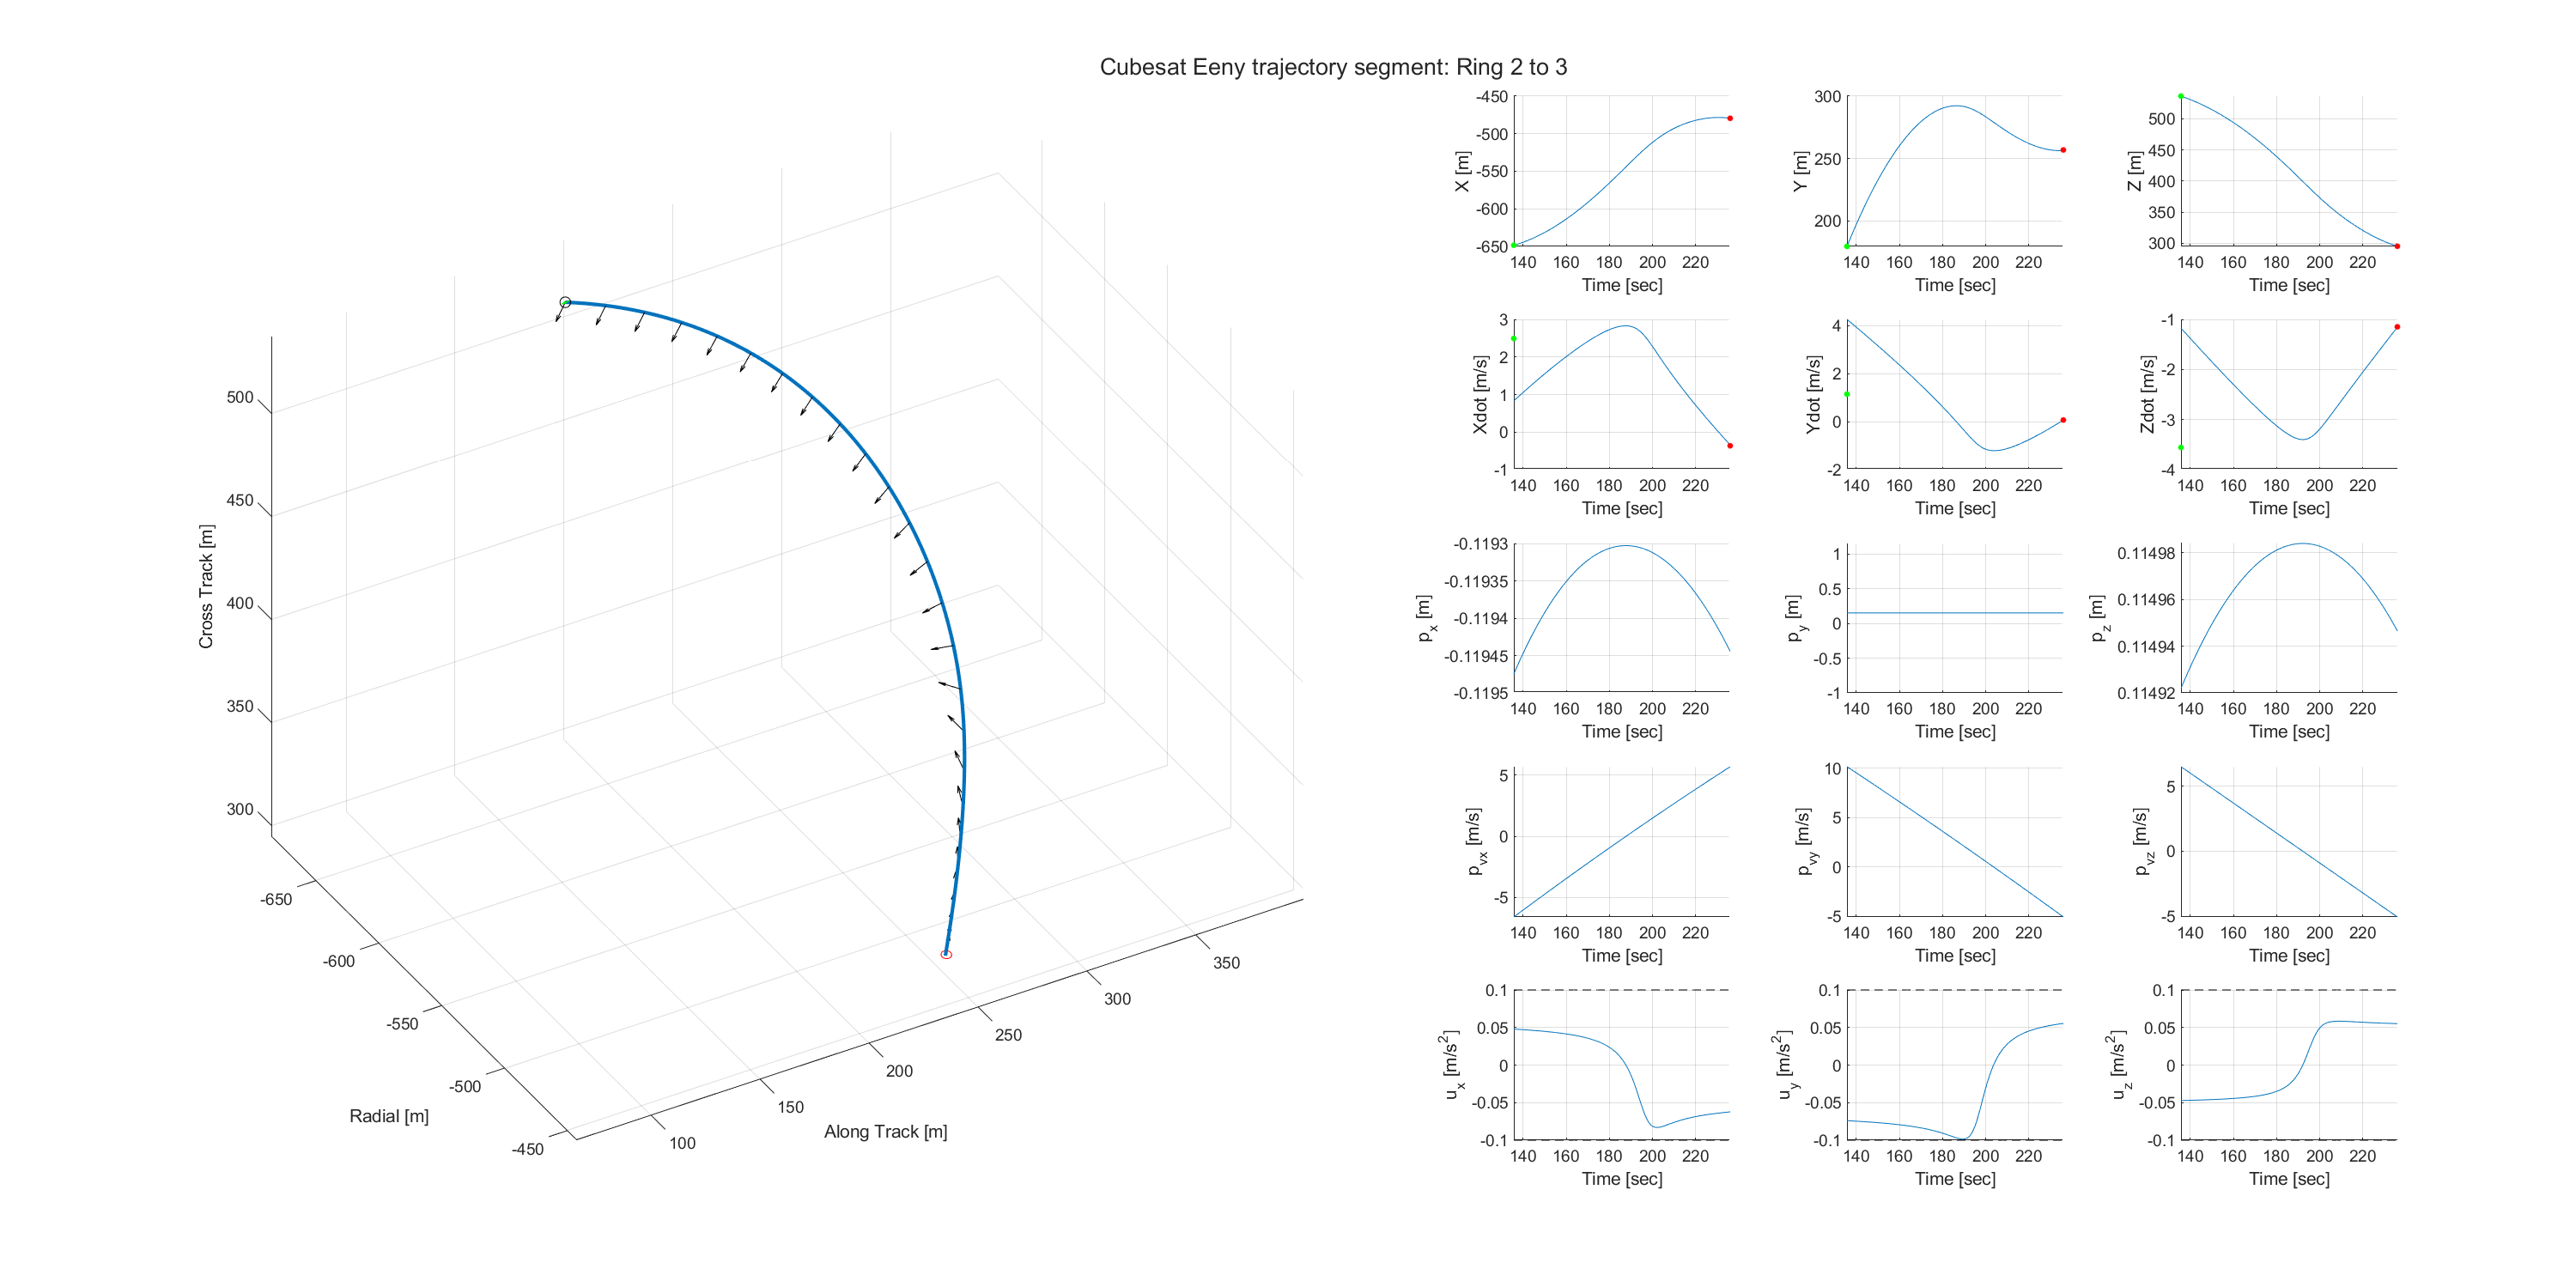 Cubesat Eeny trajectory segment: Ring 2 to 3
500
450
400
350
300
Cross Track [m]
-650
-600
-550
-500
-450
Radial [m]
100
150
200
250
300
350
Along Track [m]
-450
-500
-550
-600
-650
X [m]
140 160 180 200 220
Time [sec]
300
250
200
Y [m]
140 160 180 200 220
Time [sec]
500
450
400
350
300
Z [m]
140 160 180 200 220
Time [sec]
3
2
1
0
-1
Xdot [m/s]
140 160 180 200 220
Time [sec]
4
2
0
-2
Ydot [m/s]
140 160 180 200 220
Time [sec]
-1
-2
-3
-4
Zdot [m/s]
140 160 180 200 220
Time [sec]
-0.1193
-0.11935
-0.1194
-0.11945
-0.1195
p_x [m]
140 160 180 200 220
Time [sec]
1
0.5
0
-0.5
-1
p_y [m]
140 160 180 200 220
Time [sec]
0.11498
0.11496
0.11494
0.11492
p_z [m]
140 160 180 200 220
Time [sec]
5
0
-5
p_vx [m/s]
140 160 180 200 220
Time [sec]
10
5
0
-5
p_vy [m/s]
140 160 180 200 220
Time [sec]
5
0
-5
p_vz [m/s]
140 160 180 200 220
Time [sec]
0.1
0.05
0
-0.05
-0.1
u_x [m/s²]
140 160 180 200 220
Time [sec]
0.1
0.05
0
-0.05
-0.1
u_y [m/s²]
140 160 180 200 220
Time [sec]
0.1
0.05
0
-0.05
-0.1
u_z [m/s²]
140 160 180 200 220
Time [sec]